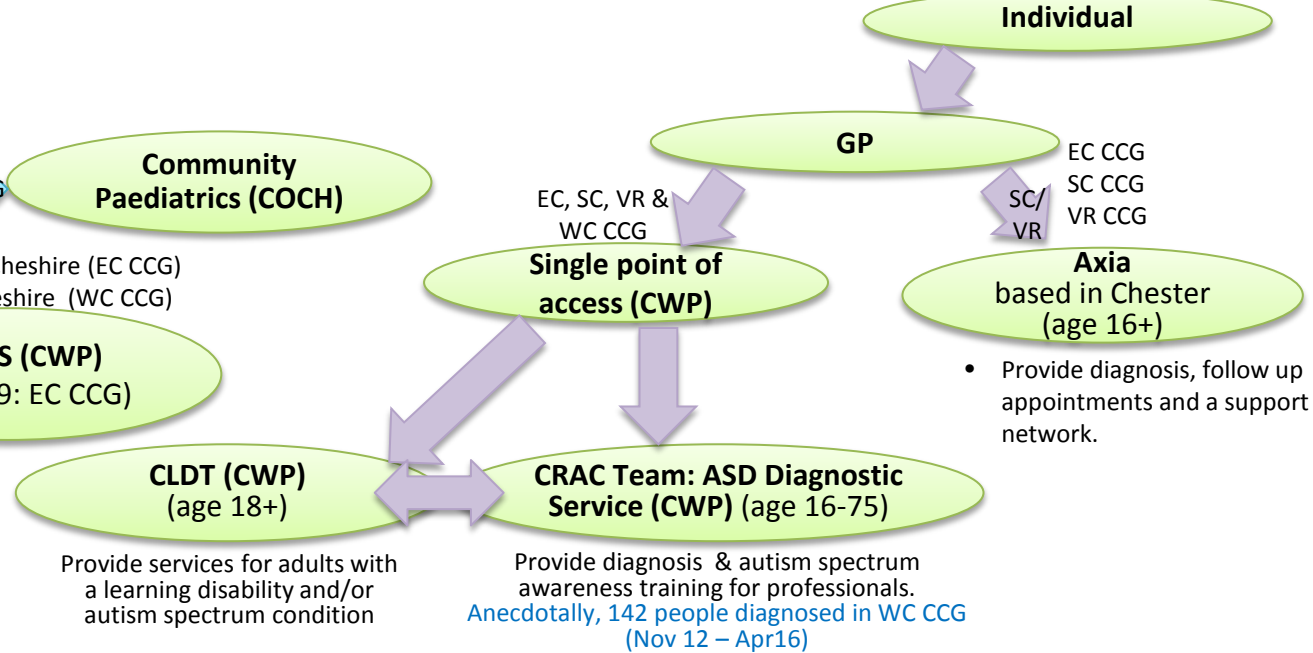 Individual
GP
Community
Paediatrics (COCH)
EC, SC, VR &
WC CCG
SC/
VR
EC CCG
SC CCG
VR CCG
heshire (EC CCG)
eshire (WC CCG)
Single point of
access (CWP)
Axia
based in Chester
(age 16+)
S (CWP)
9: EC CCG)
• Provide diagnosis, follow up
appointments and a support
network.
CLDT (CWP)
(age 18+)
CRAC Team: ASD Diagnostic
Service (CWP) (age 16-75)
Provide services for adults with
a learning disability and/or
autism spectrum condition
Provide diagnosis & autism spectrum
awareness training for professionals.
Anecdotally, 142 people diagnosed in WC CCG
(Nov 12 – Apr16)